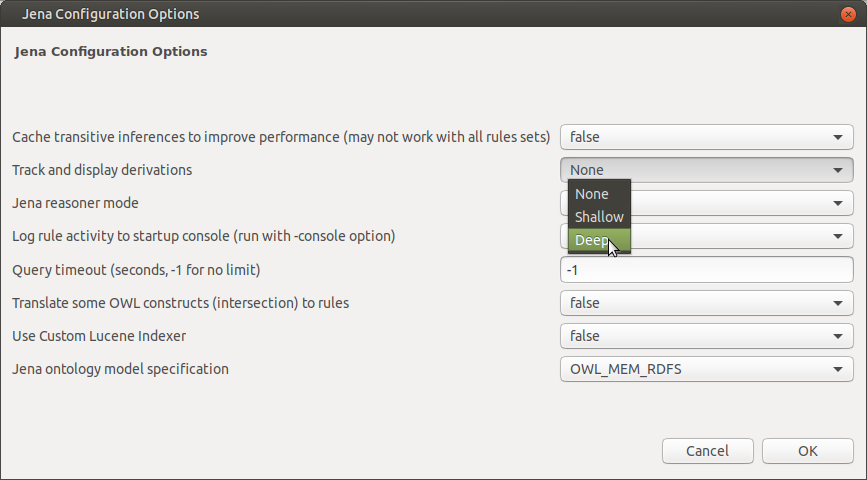 Jena Configuration Options
Jena Configuration Options
Cache transitive inferences to improve performance (may not work with all rules sets) false
Track and display derivations None
None
Jena reasoner mode
Shallow
Log rule activity to startup console (run with -console option)
Deep
Query timeout (seconds, -1 for no limit) -1
Translate some OWL constructs (intersection) to rules false
Use Custom Lucene Indexer false
Jena ontology model specification OWL_MEM_RDFS
Cancel OK